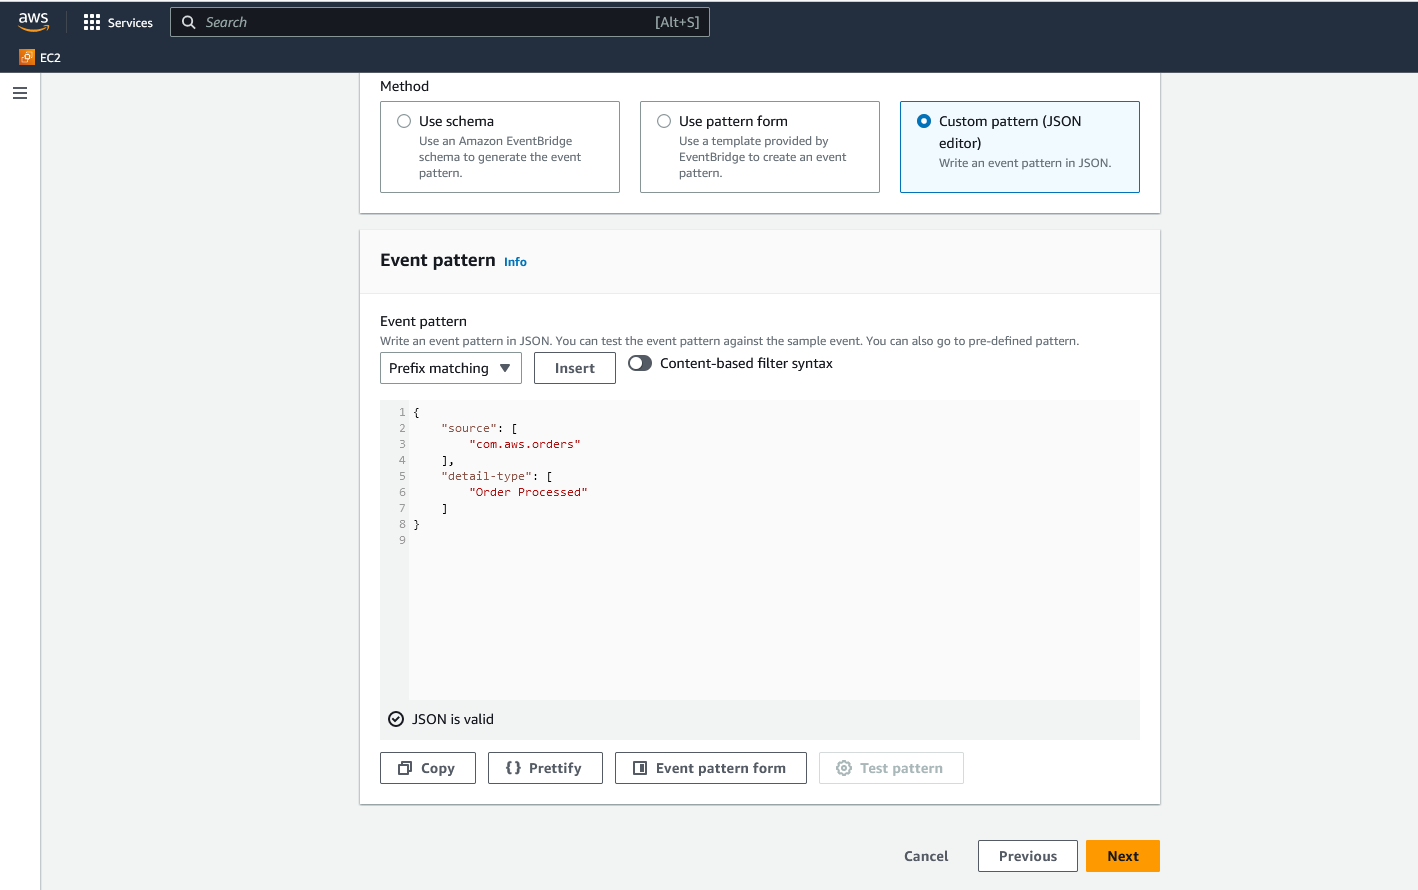 aws
Services
Search
[Alt+S]
EC2
Method
Use schema
Use an Amazon EventBridge
schema to generate the event
pattern.
Use pattern form
Use a template provided by
EventBridge to create an event
pattern.
Custom pattern (JSON
editor)
Write an event pattern in JSON.
Event pattern Info
Event pattern
Write an event pattern in JSON. You can test the event pattern against the sample event. You can also go to pre-defined pattern.
Prefix matching
Insert
Content-based filter syntax
1 {
2     "source": [
3         "com.aws.orders"
4     ],
5     "detail-type": [
6         "Order Processed"
7     ]
8 }
9
JSON is valid
Copy
{} Prettify
Event pattern form
Test pattern
Cancel
Previous
Next